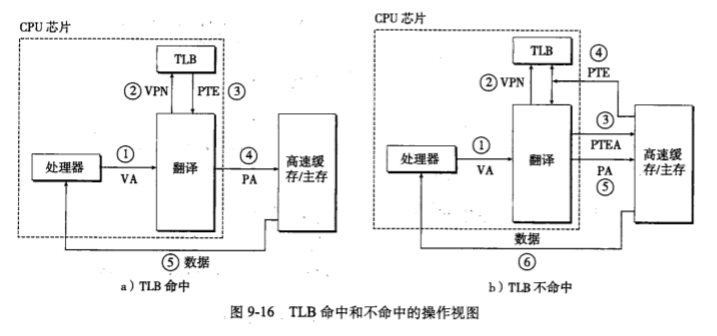 CPU 芯片
TLB
② VPN
PTE ③
处理器
①
VA
翻译
④
PA
高速缓
存/主存
⑤ 数据
a）TLB 命中
CPU 芯片
TLB
② VPN
④
PTE
处理器
①
VA
翻译
③
PTEA
PA
⑤
高速缓
存/主存
数据
⑥
b）TLB 不命中
图 9-16 TLB 命中和不命中的操作视图